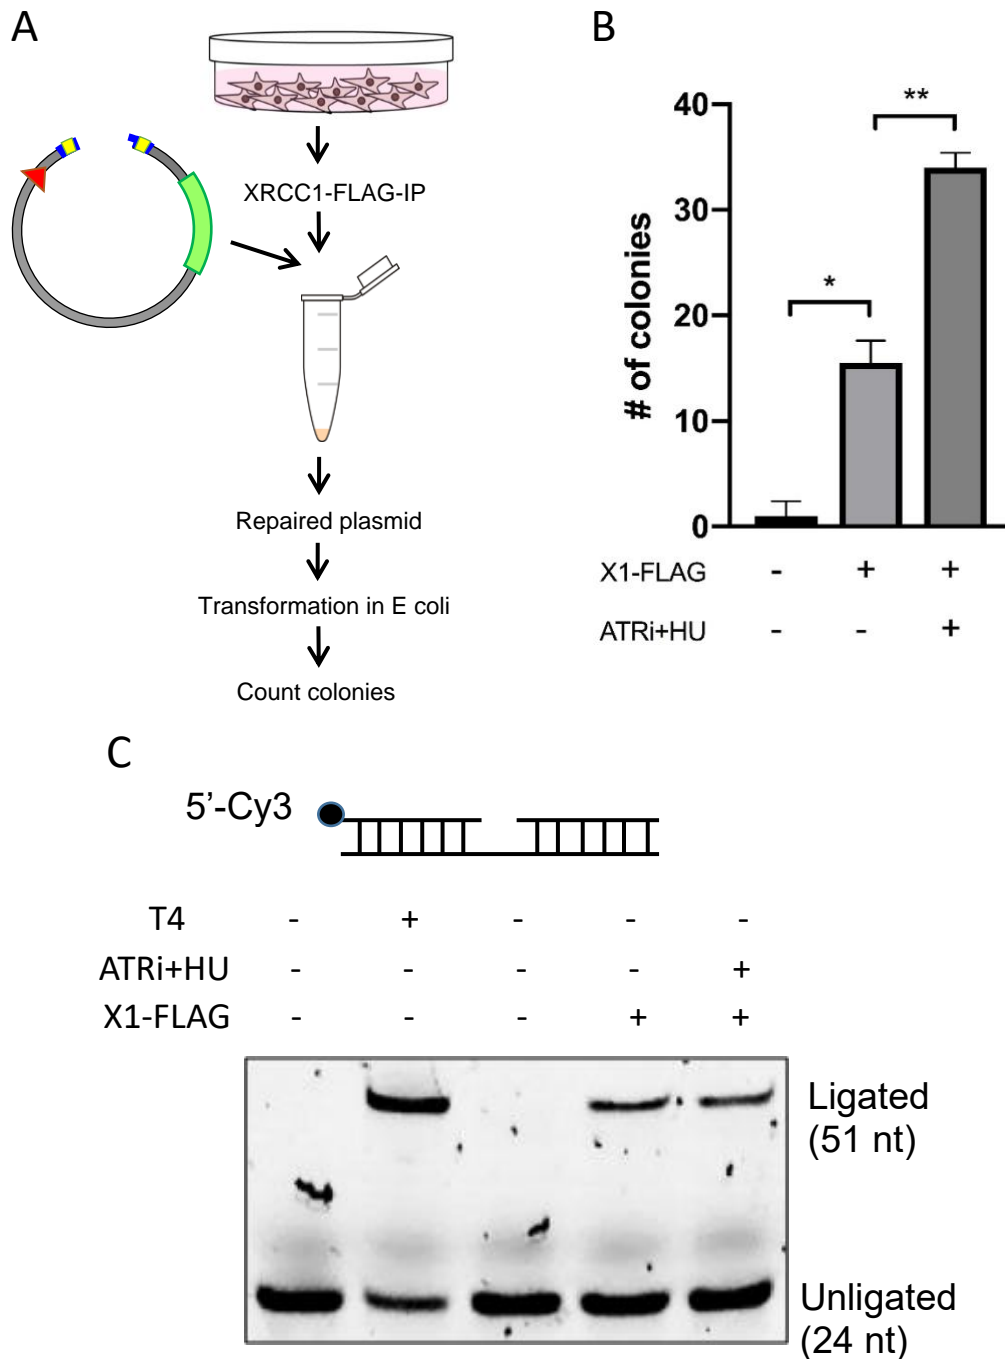 A
XRCC1-FLAG-IP
Repaired plasmid
Transformation in E coli
Count colonies
B
# of colonies
40
30
20
10
0
*
**
X1-FLAG - + +
ATRi+HU - - +
C
5’-Cy3
T4 - + - - -
ATRi+HU - - - - +
X1-FLAG - - - + +
Ligated
(51 nt)
Unligated
(24 nt)